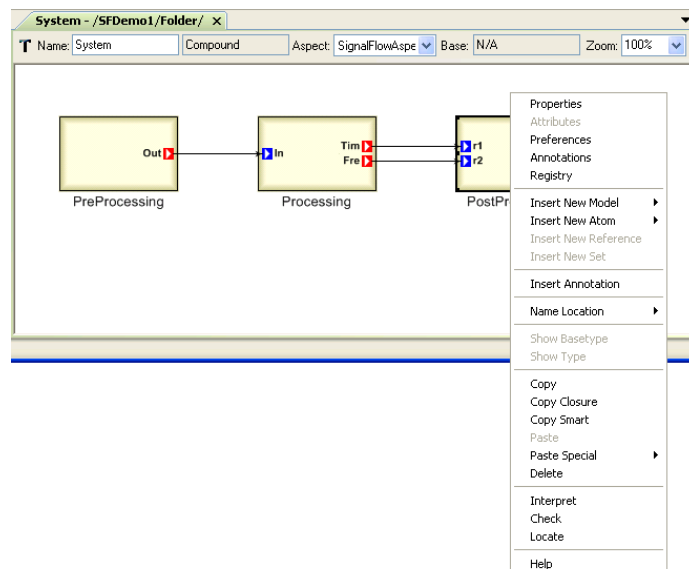 System - /SFDemo1/Folder/ ×
T Name: System Compound Aspect: SignalFlowAspe Base: N/A Zoom: 100%
Out In Tim r1
Fre r2
PreProcessing Processing PostPr
Properties
Attributes
Preferences
Annotations
Registry
Insert New Model
Insert New Atom
Insert New Reference
Insert New Set
Insert Annotation
Name Location
Show Basetype
Show Type
Copy
Copy Closure
Copy Smart
Paste
Paste Special
Delete
Interpret
Check
Locate
Help